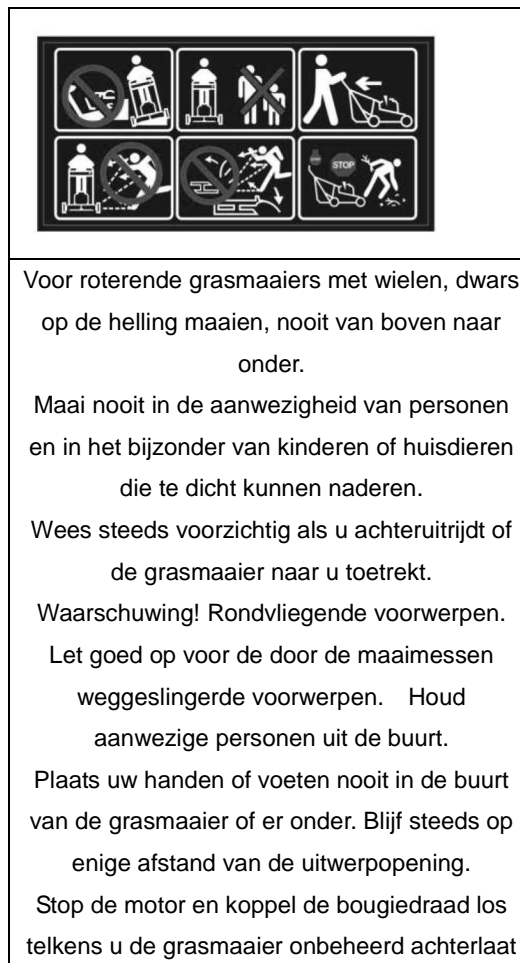 STOP
Voor roterende grasmaaiers met wielen, dwars
op de helling maaien, nooit van boven naar
onder.
Maai nooit in de aanwezigheid van personen
en in het bijzonder van kinderen of huisdieren
die te dicht kunnen naderen.
Wees steeds voorzichtig als u achteruitrijdt of
de grasmaaier naar u toetrekt.
Waarschuwing! Rondvliegende voorwerpen.
Let goed op voor de door de maaimessen
weggeslingerde voorwerpen. Houd
aanwezige personen uit de buurt.
Plaats uw handen of voeten nooit in de buurt
van de grasmaaier of er onder. Blijf steeds op
enige afstand van de uitwerpopening.
Stop de motor en koppel de bougiedraad los
telkens u de grasmaaier onbeheerd achterlaat